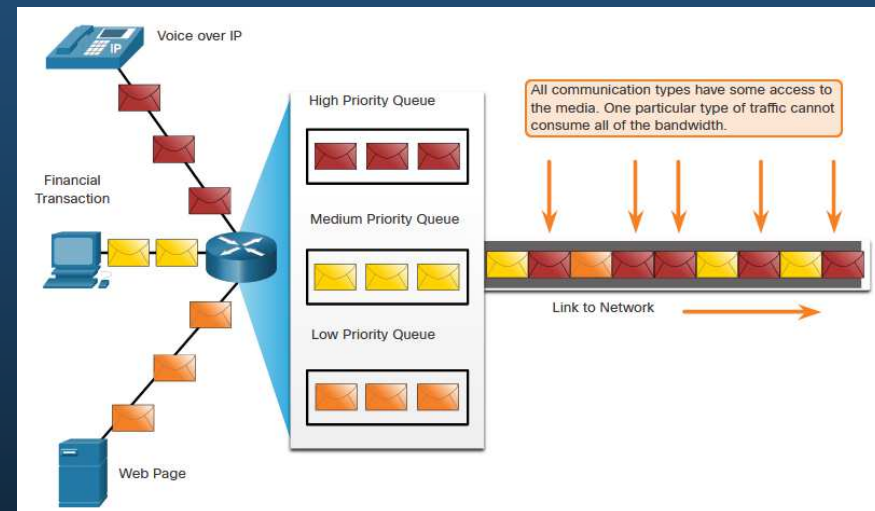 Voice over IP
IP
Financial
Transaction
Web Page
High Priority Queue
Medium Priority Queue
Low Priority Queue
All communication types have some access to
the media. One particular type of traffic cannot
consume all of the bandwidth.
Link to Network